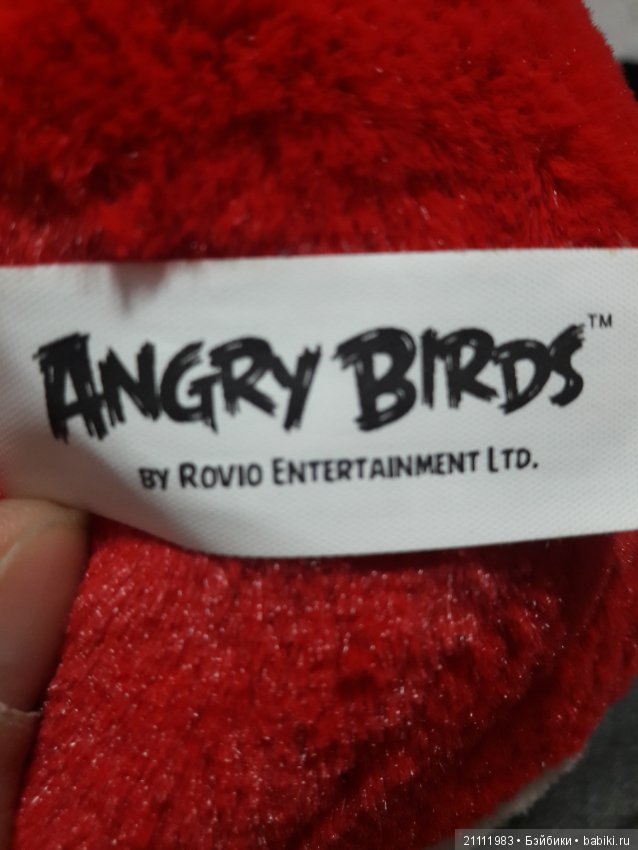 ANGRY BIRDS™
BY ROVIO ENTERTAINMENT LTD.
21111983 • Бэйбики • babiki.ru